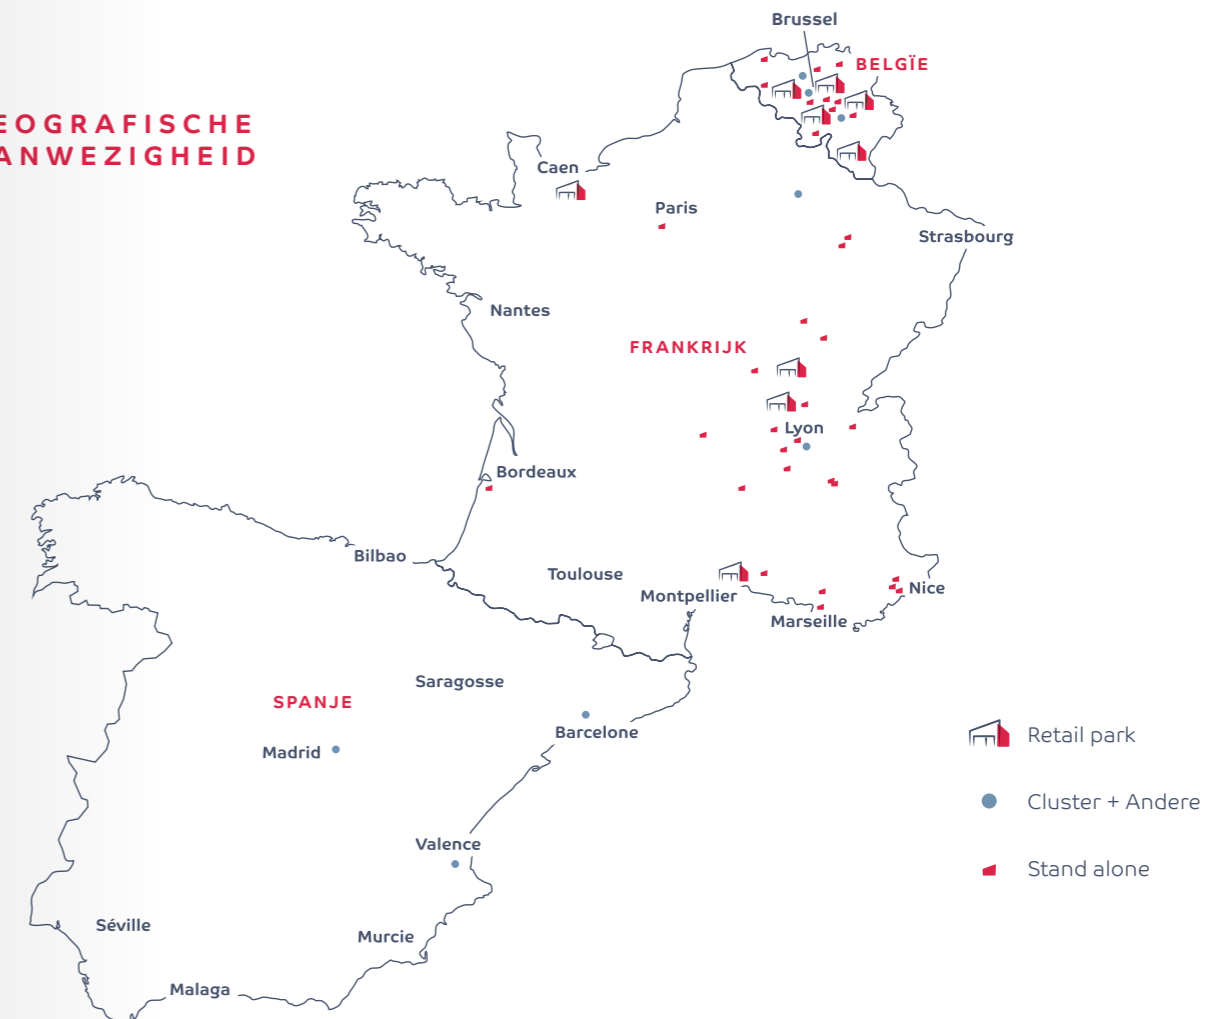 EOGRAFISCHE
ANWEZIGHEID
Brussel
BELGÏE
Caen
Paris
Strasbourg
Nantes
FRANKRIJK
Lyon
Bordeaux
Bilbao
Toulouse
Montpellier
Nice
Marseille
Saragosse
SPANJE
Barcelone
Madrid
Valence
Séville
Murcie
Malaga
Retail park
Cluster + Andere
Stand alone